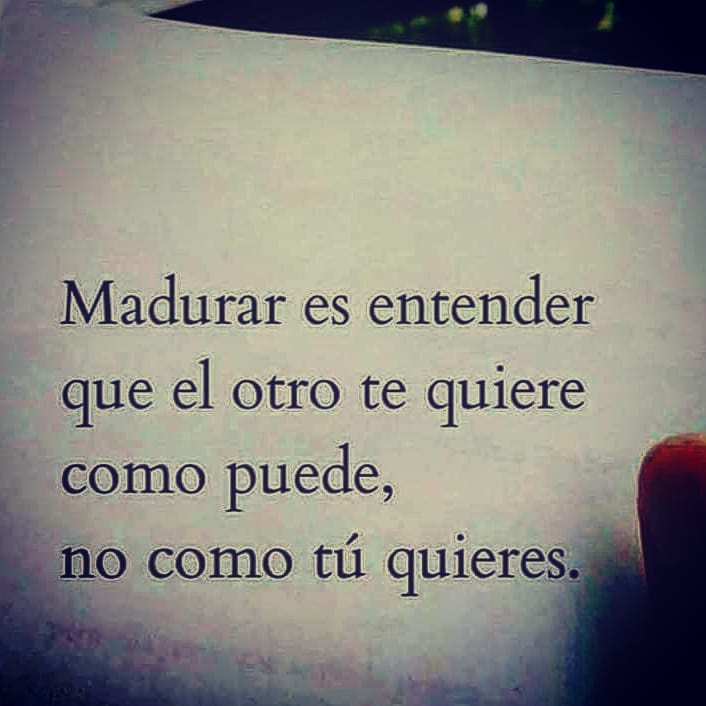 Madurar es entender
que el otro te quiere
como puede,
no como tú quieres.